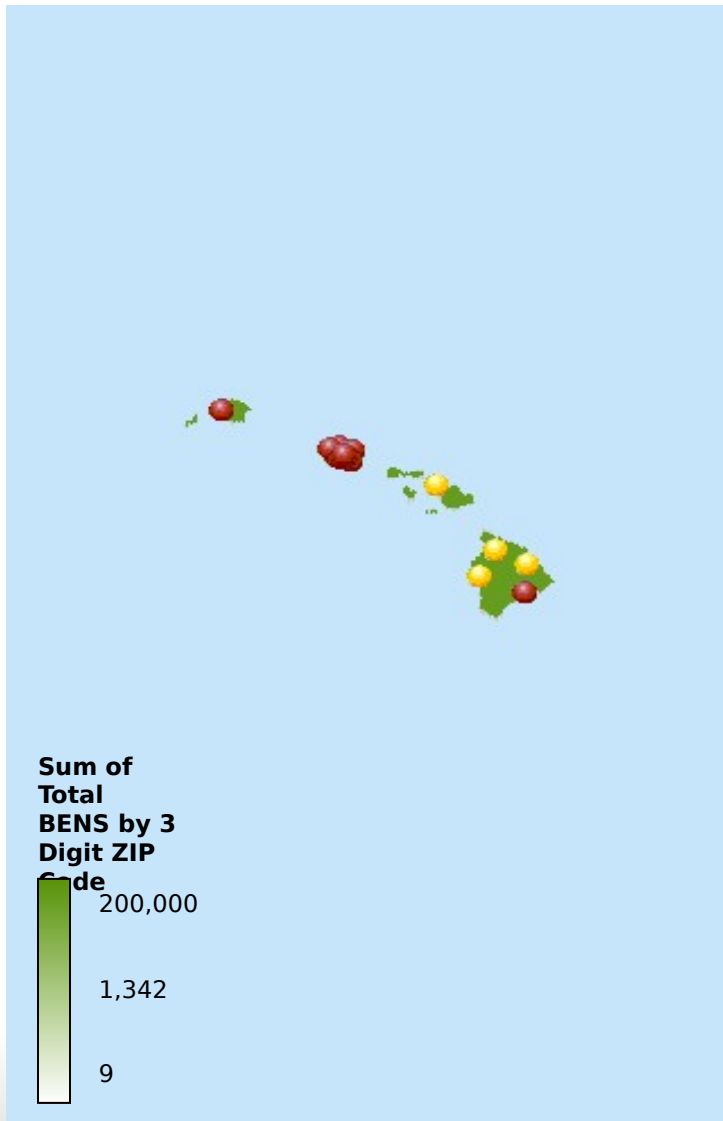 Sum of
Total
BENS by 3
Digit ZIP
Code
200,000
1,342
9